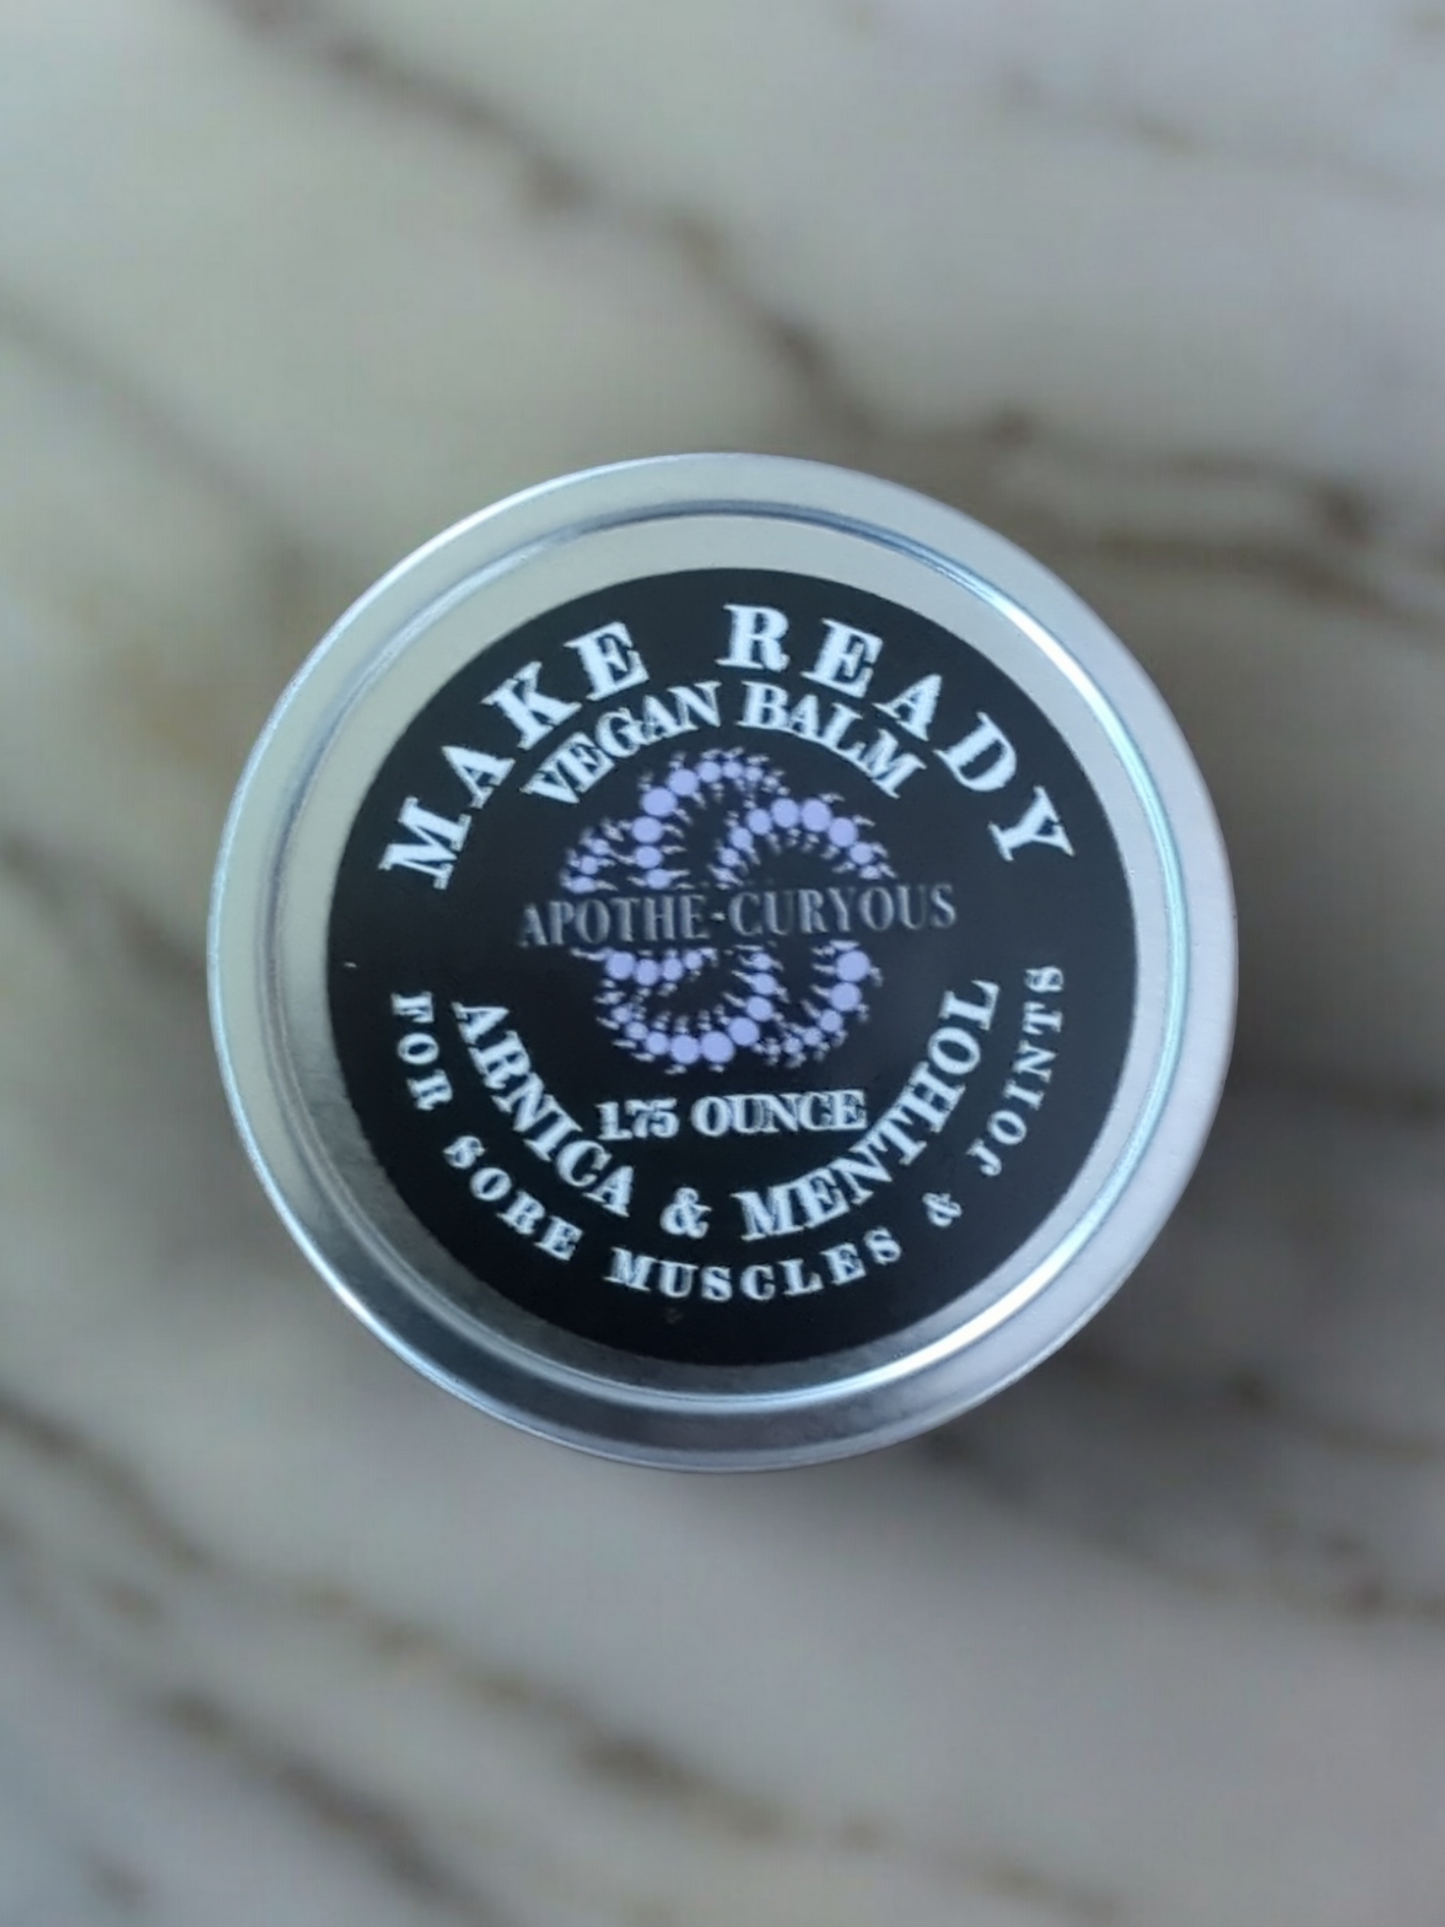 MAKE READY
VEGAN BALM
APOTHE-CURYOUS
1.75 OUNCE
ARNICA & MENTHOL
FOR SORE MUSCLES & JOINTS